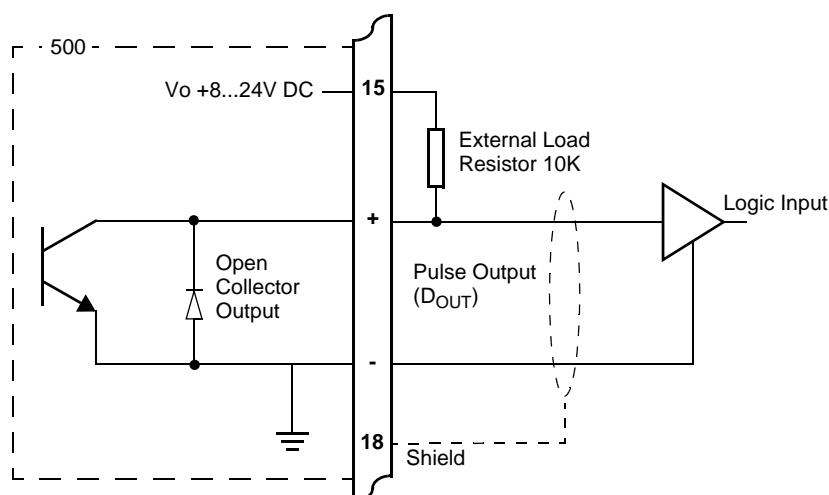 500
Vo +8...24V DC
15
External Load
Resistor 10K
+
Logic Input
Open
Collector
Output
Pulse Output
(DOUT)
-
18
Shield